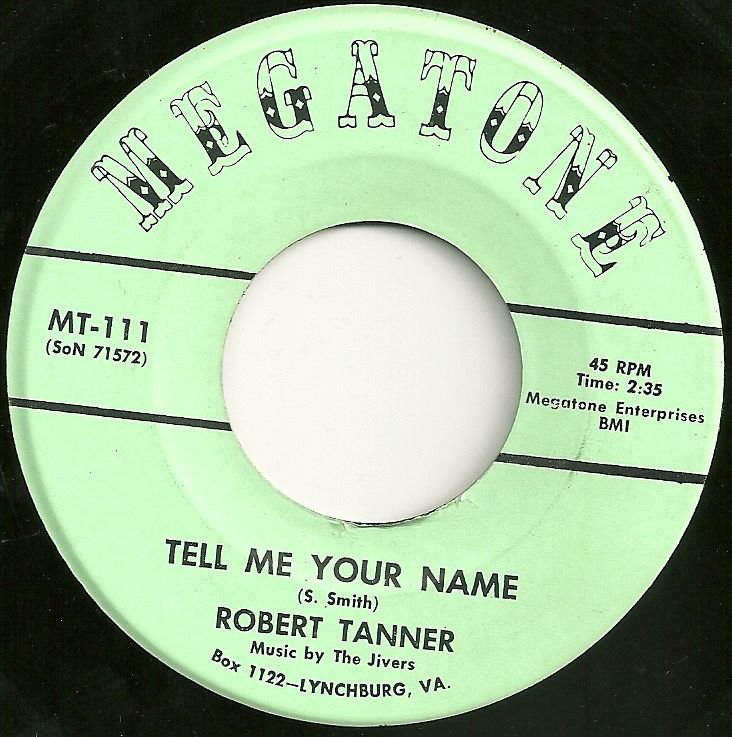 MEGATONE
MT-111
(SoN 71572)
45 RPM
Time: 2:35
Megatone Enterprises
BMI
TELL ME YOUR NAME
(S. Smith)
ROBERT TANNER
Music by The Jivers
Box 1122—LYNCHBURG, VA.